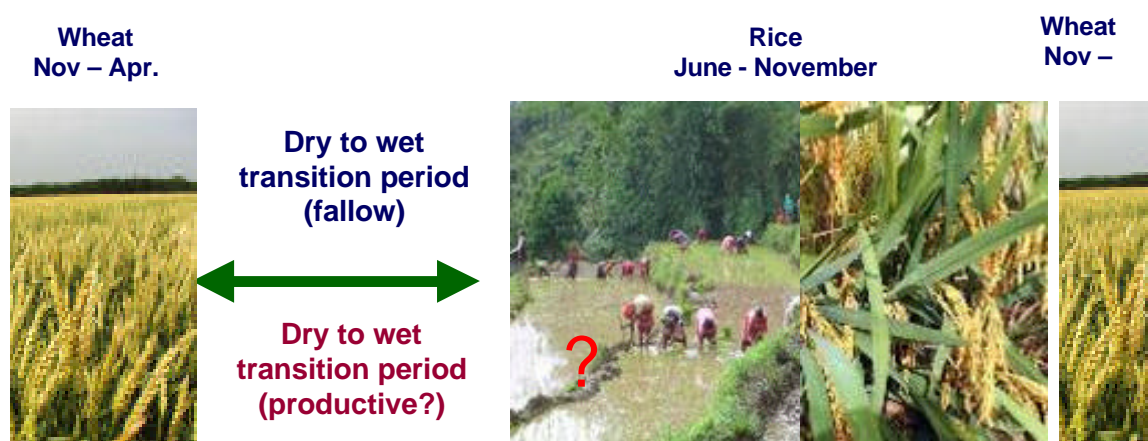 Wheat
Nov – Apr.
Rice
June - November
Wheat
Nov –
Dry to wet
transition period
(fallow)
Dry to wet
transition period
(productive?)
?